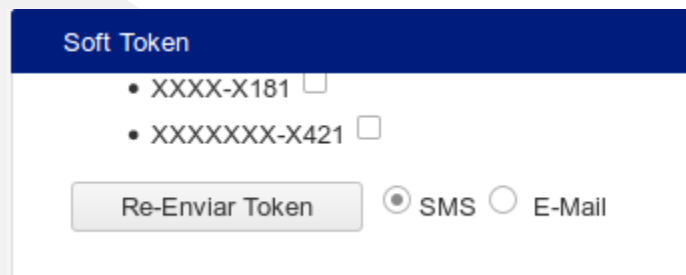 Soft Token
XXXX-X181
XXXXXXX-X421
Re-Enviar Token SMS E-Mail